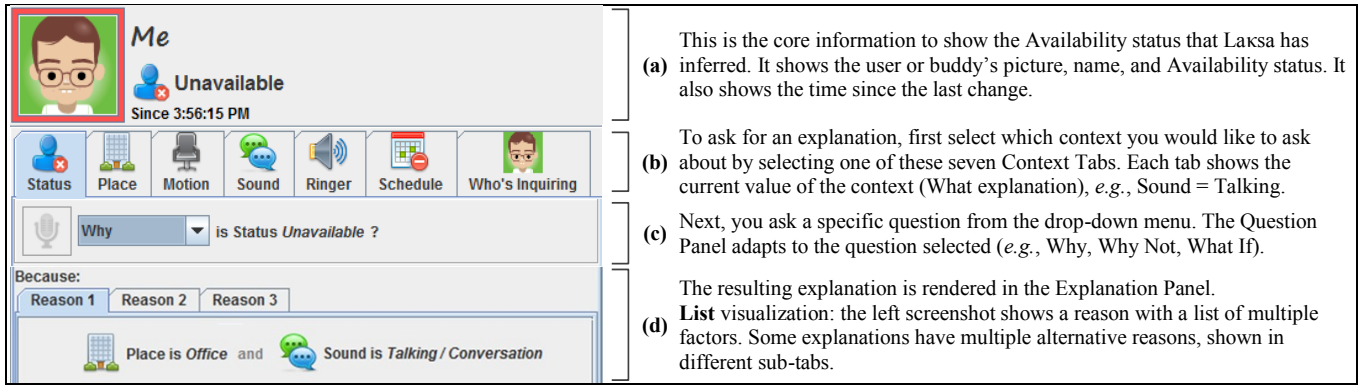 Me
Unavailable
Since 3:56:15 PM
(a) This is the core information to show the Availability status that Laκsa has
inferred. It shows the user or buddy's picture, name, and Availability status. It
also shows the time since the last change.
Status Place Motion Sound Ringer Schedule Who's Inquiring
(b) To ask for an explanation, first select which context you would like to ask
about by selecting one of these seven Context Tabs. Each tab shows the
current value of the context (What explanation), e.g., Sound = Talking.
Why is Status Unavailable ?
(c) Next, you ask a specific question from the drop-down menu. The Question
Panel adapts to the question selected (e.g., Why, Why Not, What If).
Because:
Reason 1 Reason 2 Reason 3
Place is Office and Sound is Talking / Conversation
(d) The resulting explanation is rendered in the Explanation Panel.
List visualization: the left screenshot shows a reason with a list of multiple
factors. Some explanations have multiple alternative reasons, shown in
different sub-tabs.